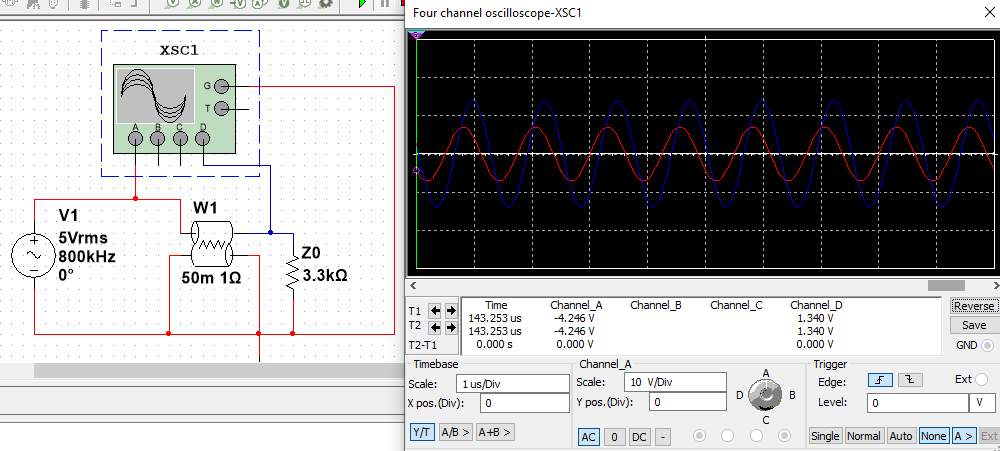 Four channel oscilloscope-XSC1
XSC1
G
T
A B C D
V1
5Vrms
800kHz
0°
W1
50m 1Ω
Z0
3.3kΩ
T1
T2
T2-T1
Time Channel_A Channel_B Channel_C Channel_D
143.253 us -4.246 V 1.340 V
143.253 us -4.246 V 1.340 V
0.000 s 0.000 V 0.000 V
Reverse
Save
GND
Timebase
Scale: 1 us/Div
X pos.(Div): 0
Y/T A/B > A+B >
Channel_A
Scale: 10 V/Div
Y pos.(Div): 0
AC 0 DC -
A
D B
C
Trigger
Edge: Ext
Level: 0 V
Single Normal Auto None A > Ext